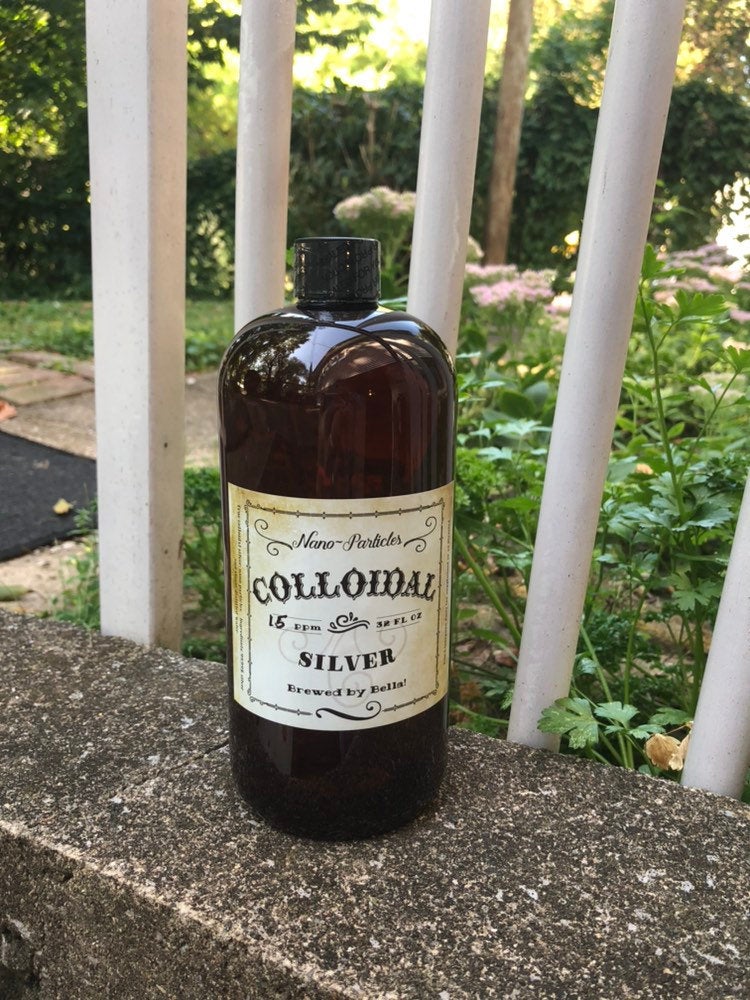 Nano-Particles
COLLOIDAL
15 ppm 32 FL OZ
SILVER
Brewed by Bella!